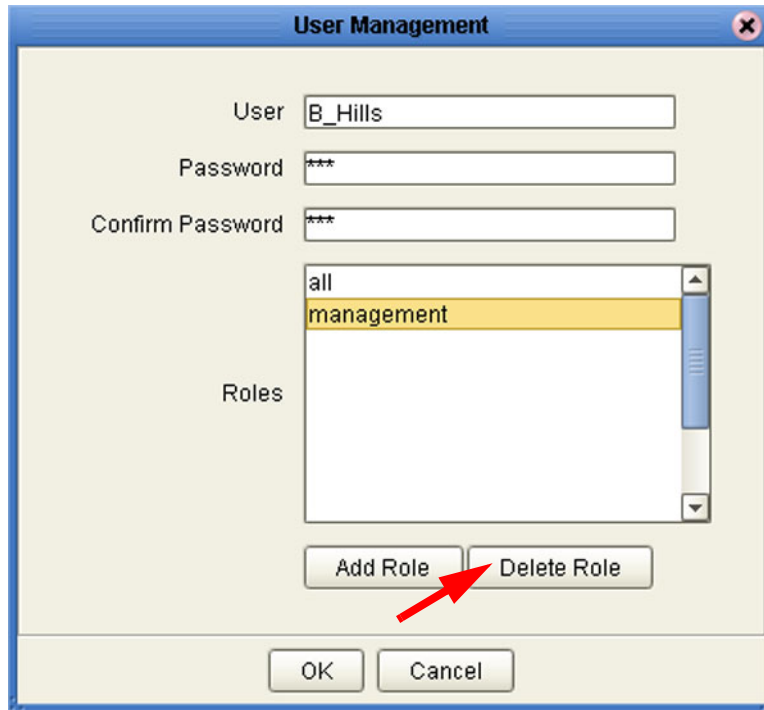 User Management
User B_Hills
Password ***
Confirm Password ***
all
management
Roles
Add Role Delete Role
OK Cancel